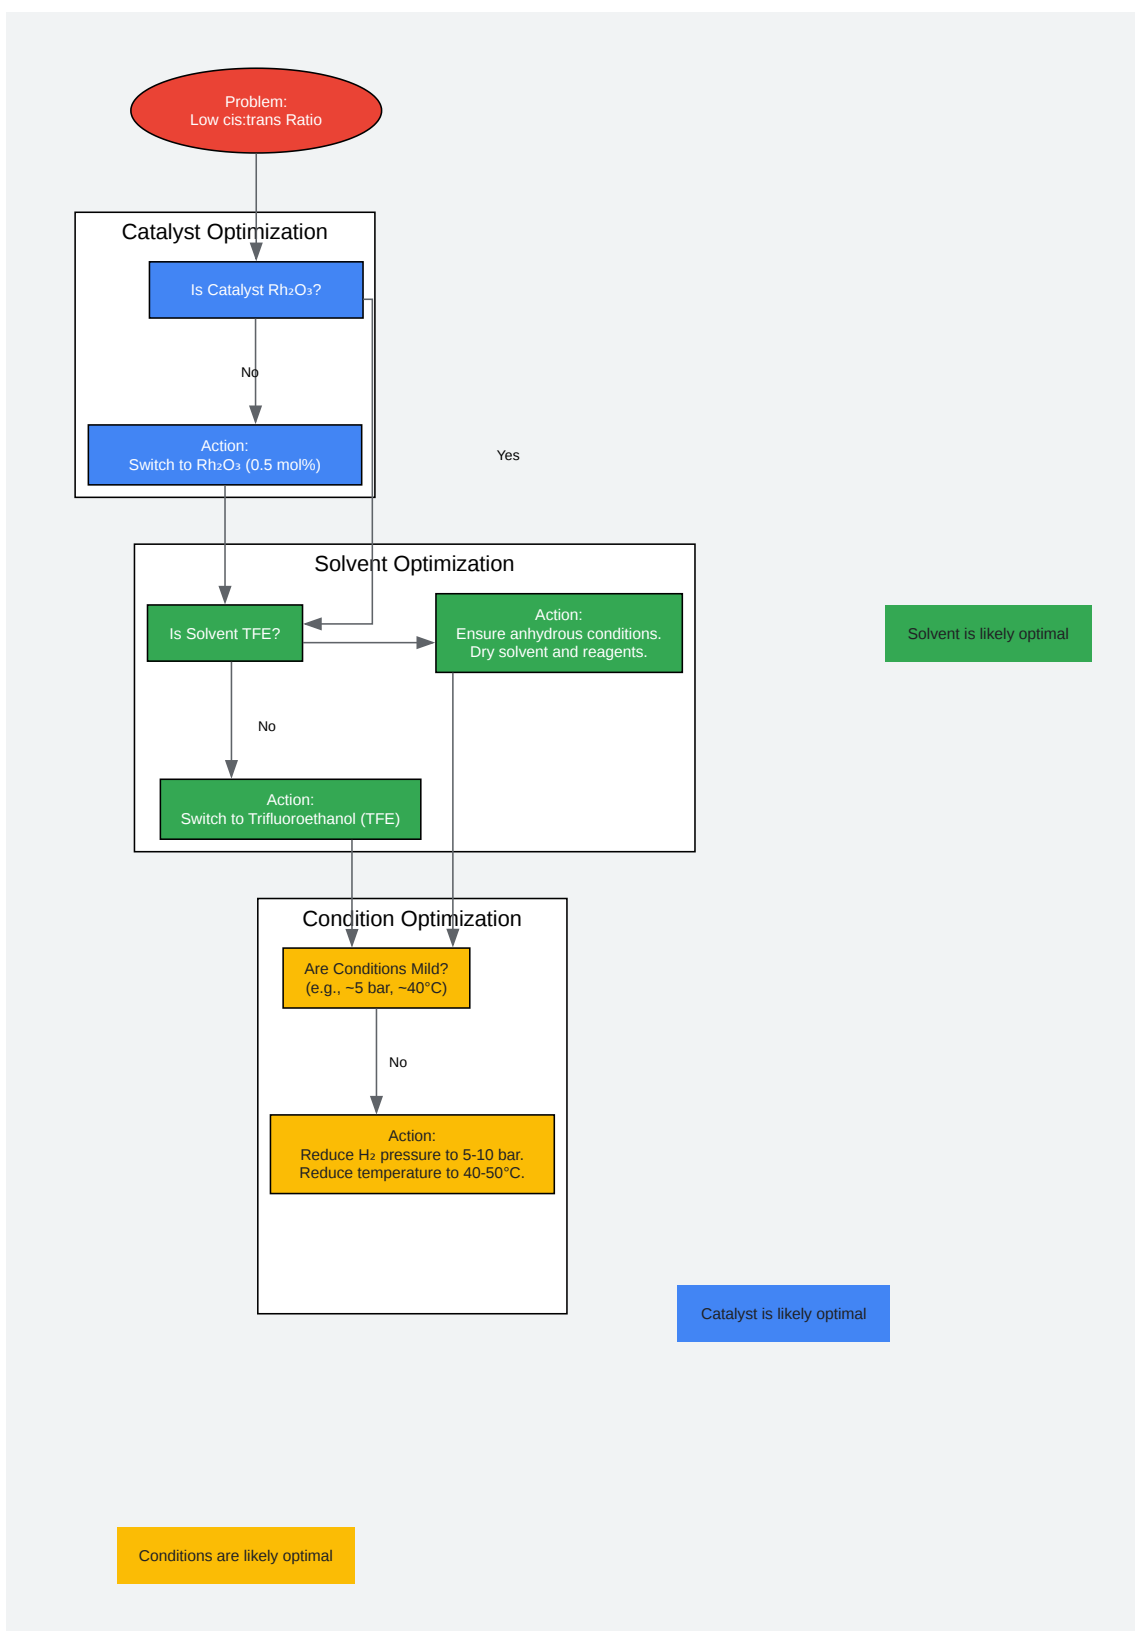 Problem:
Low cis:trans Ratio
Catalyst Optimization
Is Catalyst Rh₂O₃?
No
Action:
Switch to Rh₂O₃ (0.5 mol%)
Yes
Solvent Optimization
Is Solvent TFE?
Action:
Ensure anhydrous conditions.
Dry solvent and reagents.
Solvent is likely optimal
No
Action:
Switch to Trifluoroethanol (TFE)
Condition Optimization
Are Conditions Mild?
(e.g., ~5 bar, ~40°C)
No
Action:
Reduce H₂ pressure to 5-10 bar.
Reduce temperature to 40-50°C.
Catalyst is likely optimal
Conditions are likely optimal